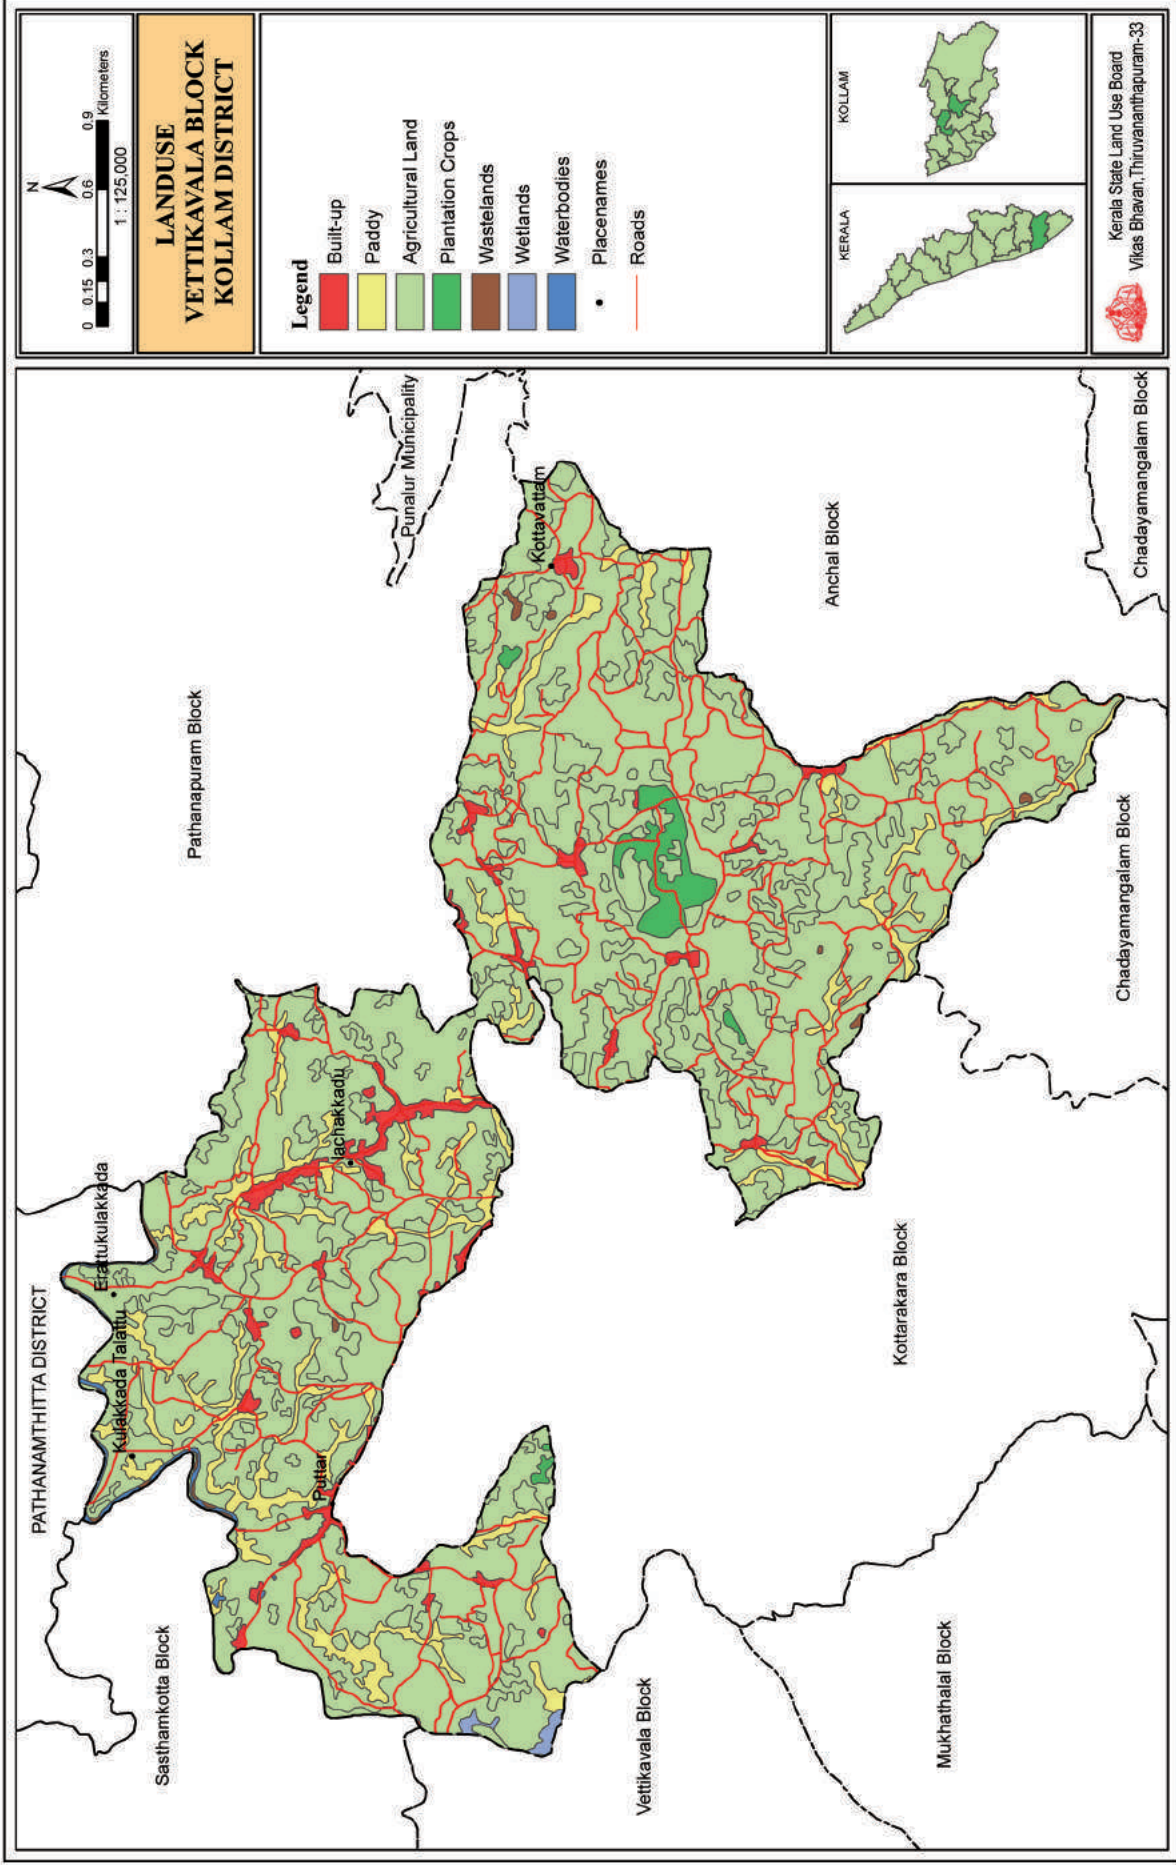 N
0 0.15 0.3 0.6 0.9
Kilometers
1 : 125,000
LANDUSE
VETTIKAVALA BLOCK
KOLLAM DISTRICT
Legend
Built-up
Paddy
Agricultural Land
Plantation Crops
Wastelands
Wetlands
Waterbodies
Placenames
Roads
KERALA
KOLLAM
Kerala State Land Use Board
Vikas Bhavan,Thiruvananthapuram-33
PATHANAMTHITTA DISTRICT
Erattukulakkada
Kulakkada Talattu
Pathanapuram Block
Punalur Municipality
Sasthamkotta Block
Puttar
Iachakkadu
Kottavattam
Anchal Block
Vettikavala Block
Kottarakara Block
Mukhathalal Block
Chadayamangalam Block
Chadayamangalam Block